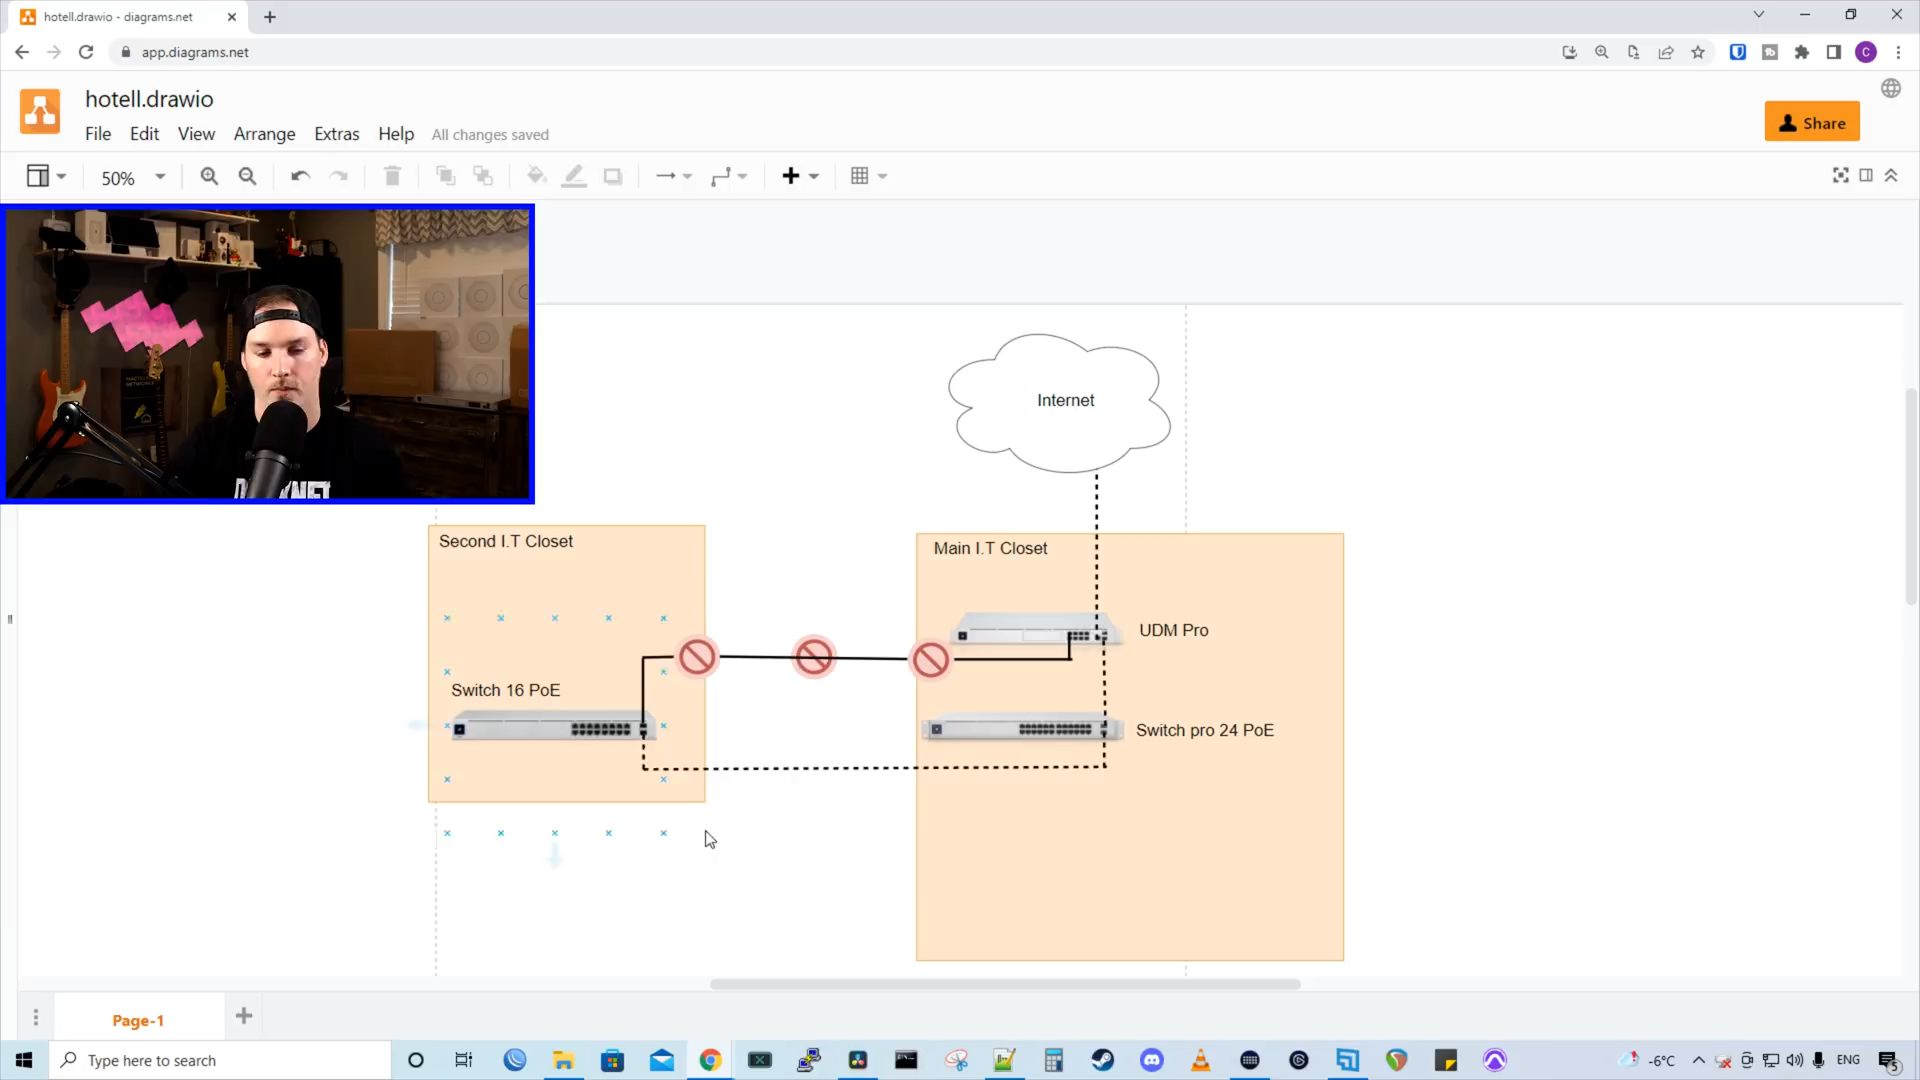 hotell.drawio - diagrams.net
app.diagrams.net
C
hotell.drawio
File Edit View Arrange Extras Help All changes saved
Share
50%
Internet
Second I.T Closet
Main I.T Closet
UDM Pro
Switch 16 PoE
Switch pro 24 PoE
Page-1
Type here to search
-6°C
ENG
5